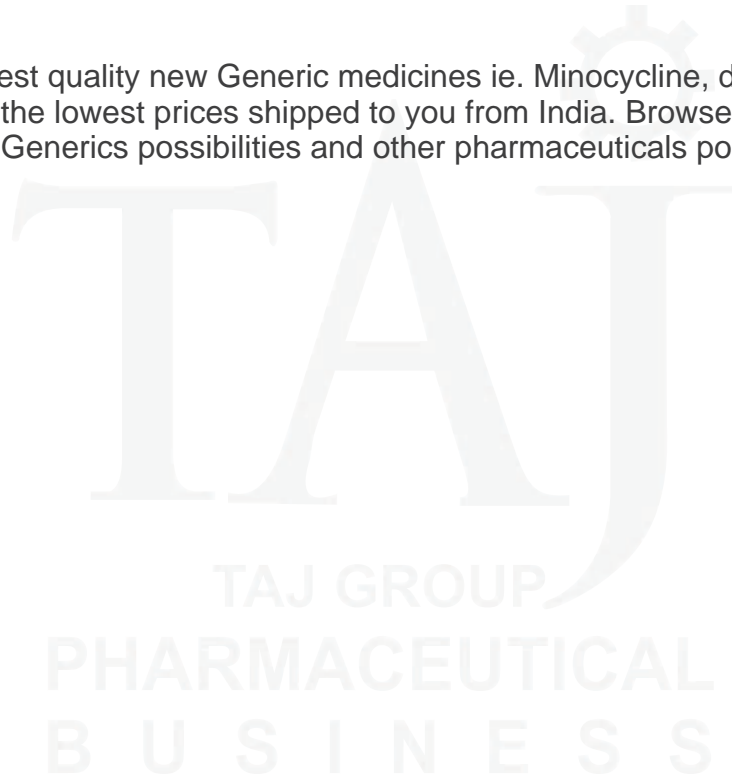 est quality new Generic medicines ie. Minocycline, d
the lowest prices shipped to you from India. Browse
Generics possibilities and other pharmaceuticals po
TAJ
TAJ GROUP
PHARMACEUTICAL
BUSINESS